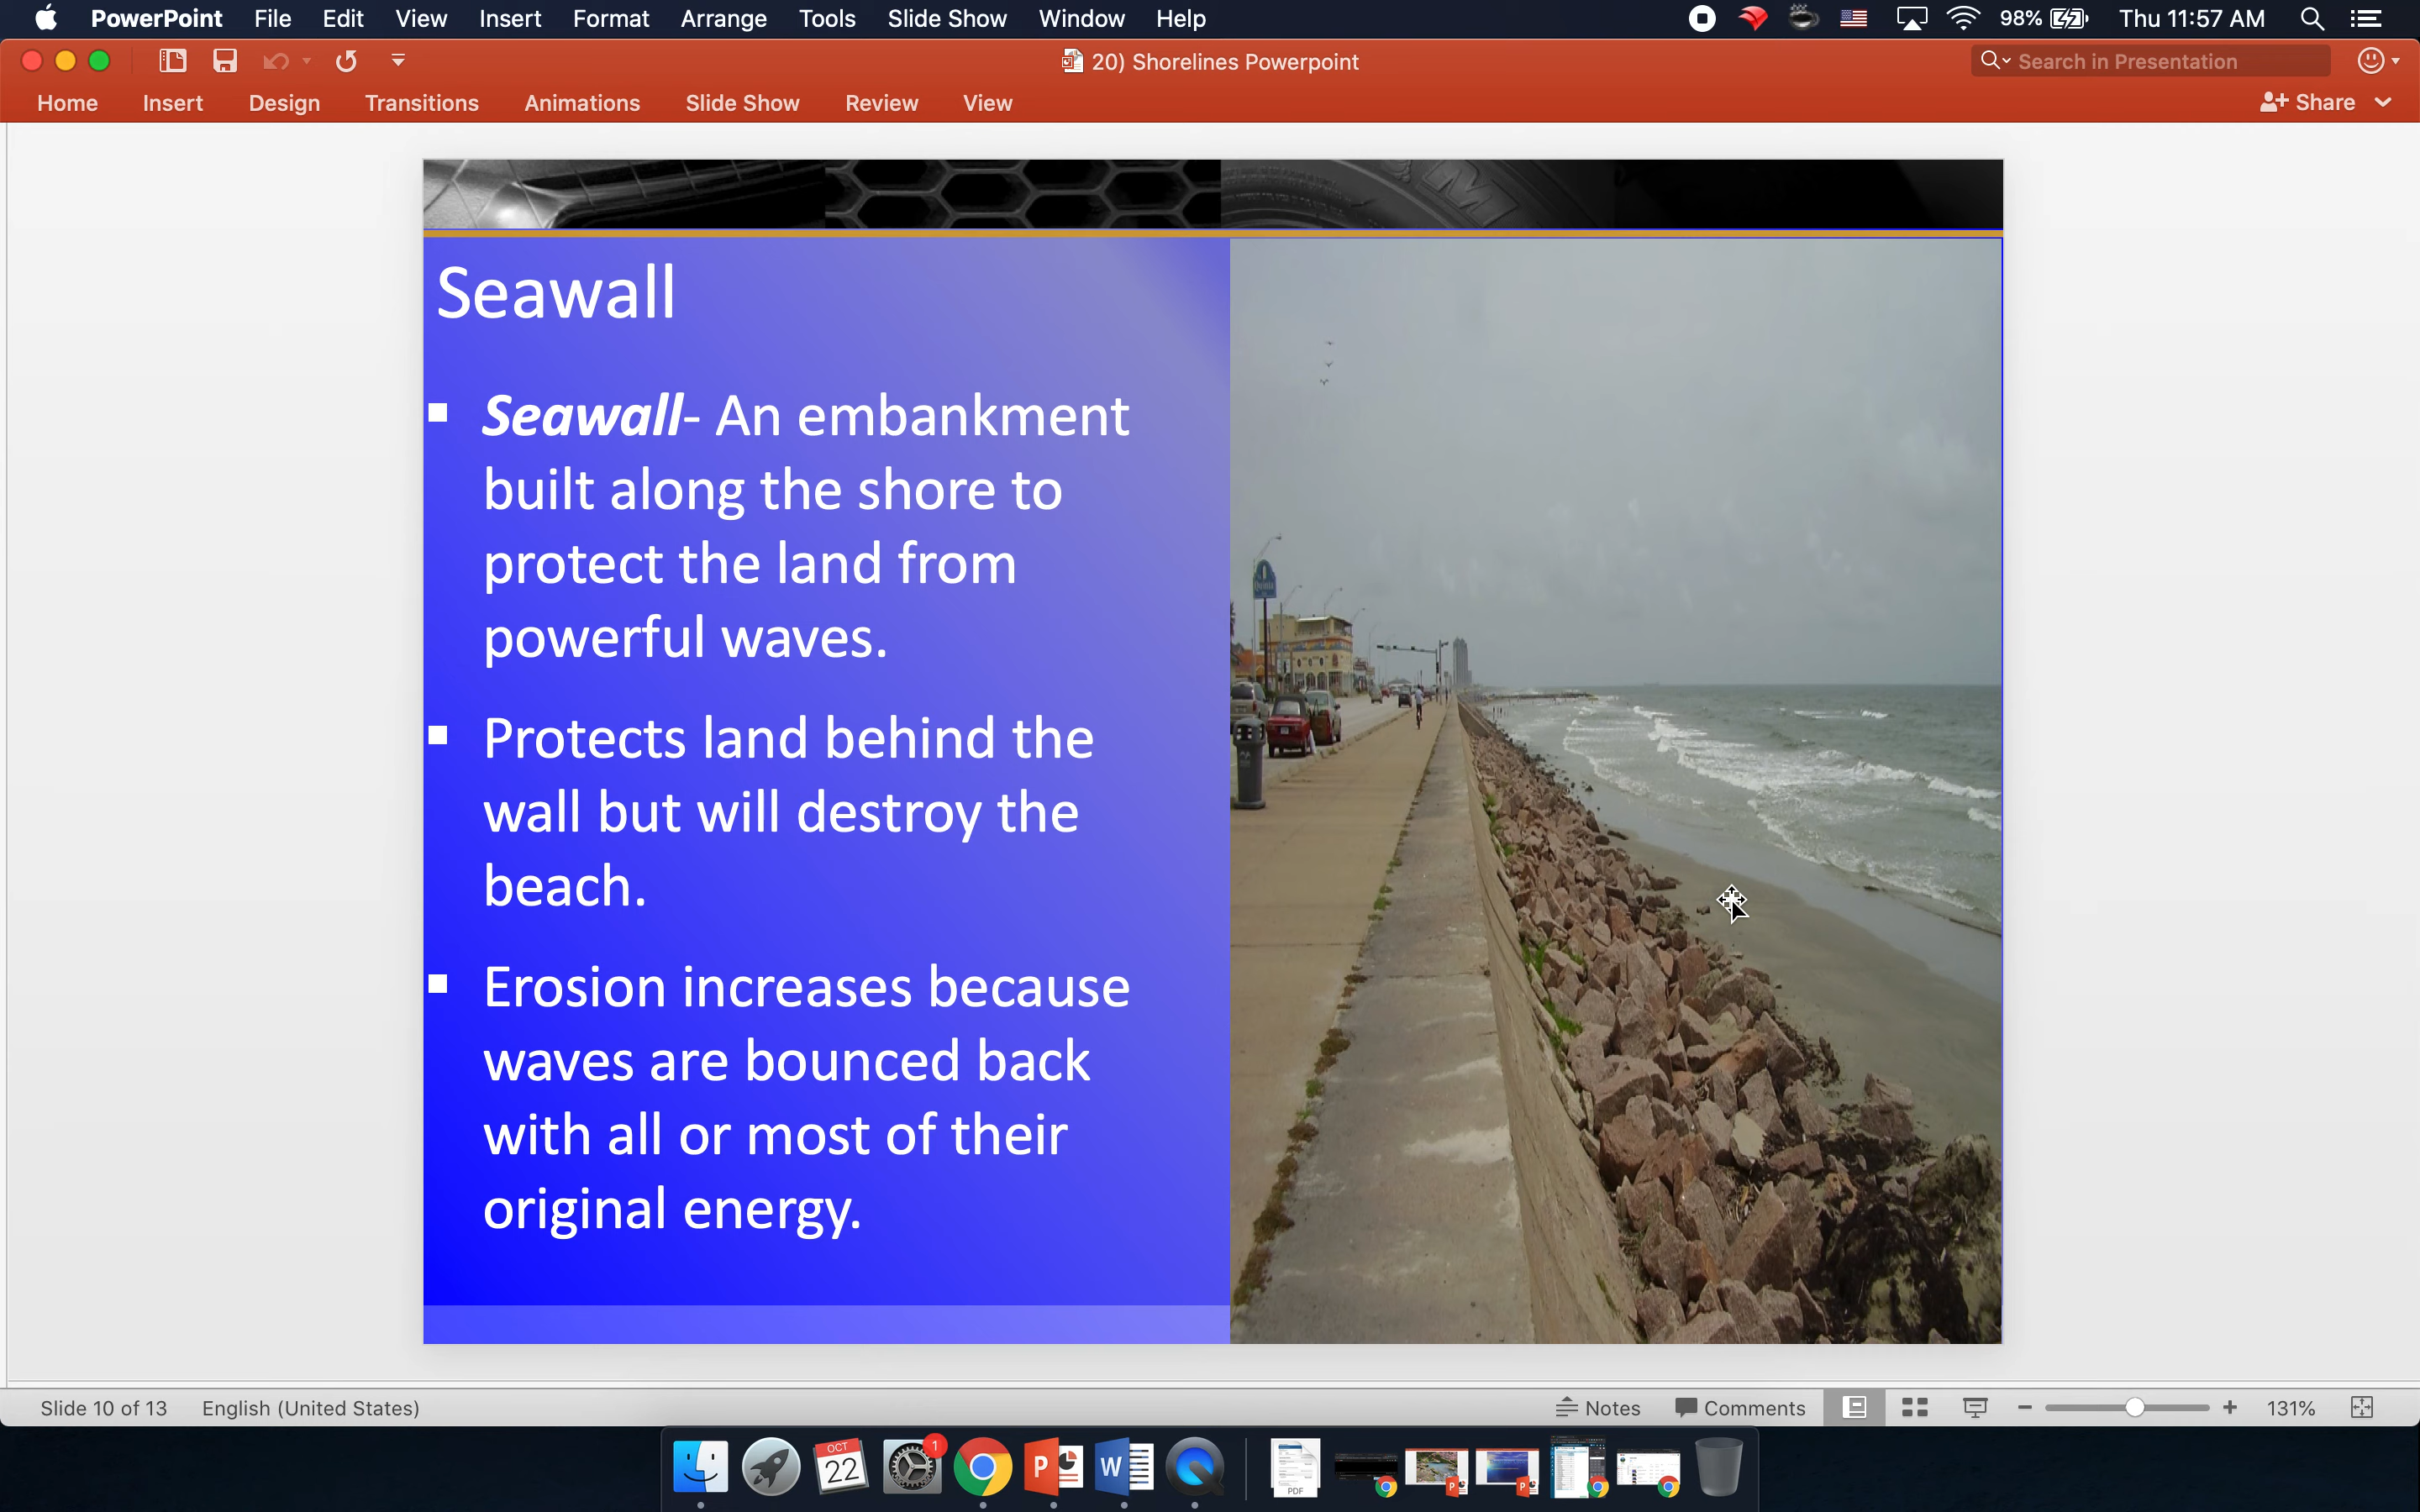 PowerPoint File Edit View Insert Format Arrange Tools Slide Show Window Help 98% Thu 11:57 AM
20) Shorelines Powerpoint Search in Presentation
Home Insert Design Transitions Animations Slide Show Review View Share
Seawall
Seawall- An embankment
built along the shore to
protect the land from
powerful waves.
Protects land behind the
wall but will destroy the
beach.
Erosion increases because
waves are bounced back
with all or most of their
original energy.
Slide 10 of 13 English (United States) Notes Comments 131%
OCT
22
1
P
W
PDF